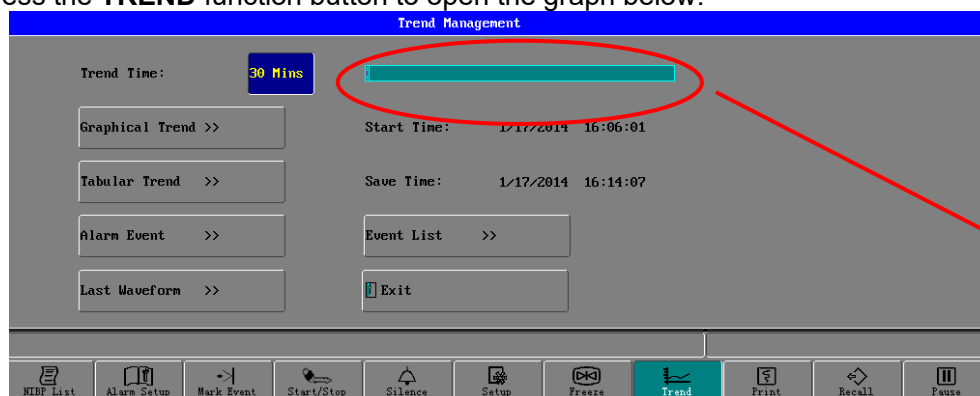 ess the TREND function button to open the graph below.
Trend Management
Trend Time: 30 Mins
Graphical Trend >> Start Time: 1/17/2014 16:06:01
Tabular Trend >> Save Time: 1/17/2014 16:14:07
Alarm Event >> Event List >>
Last Waveform >> Exit
NIBP List Alarm Setup Mark Event Start/Stop Silence Setup Freeze Trend Print Recall Pause